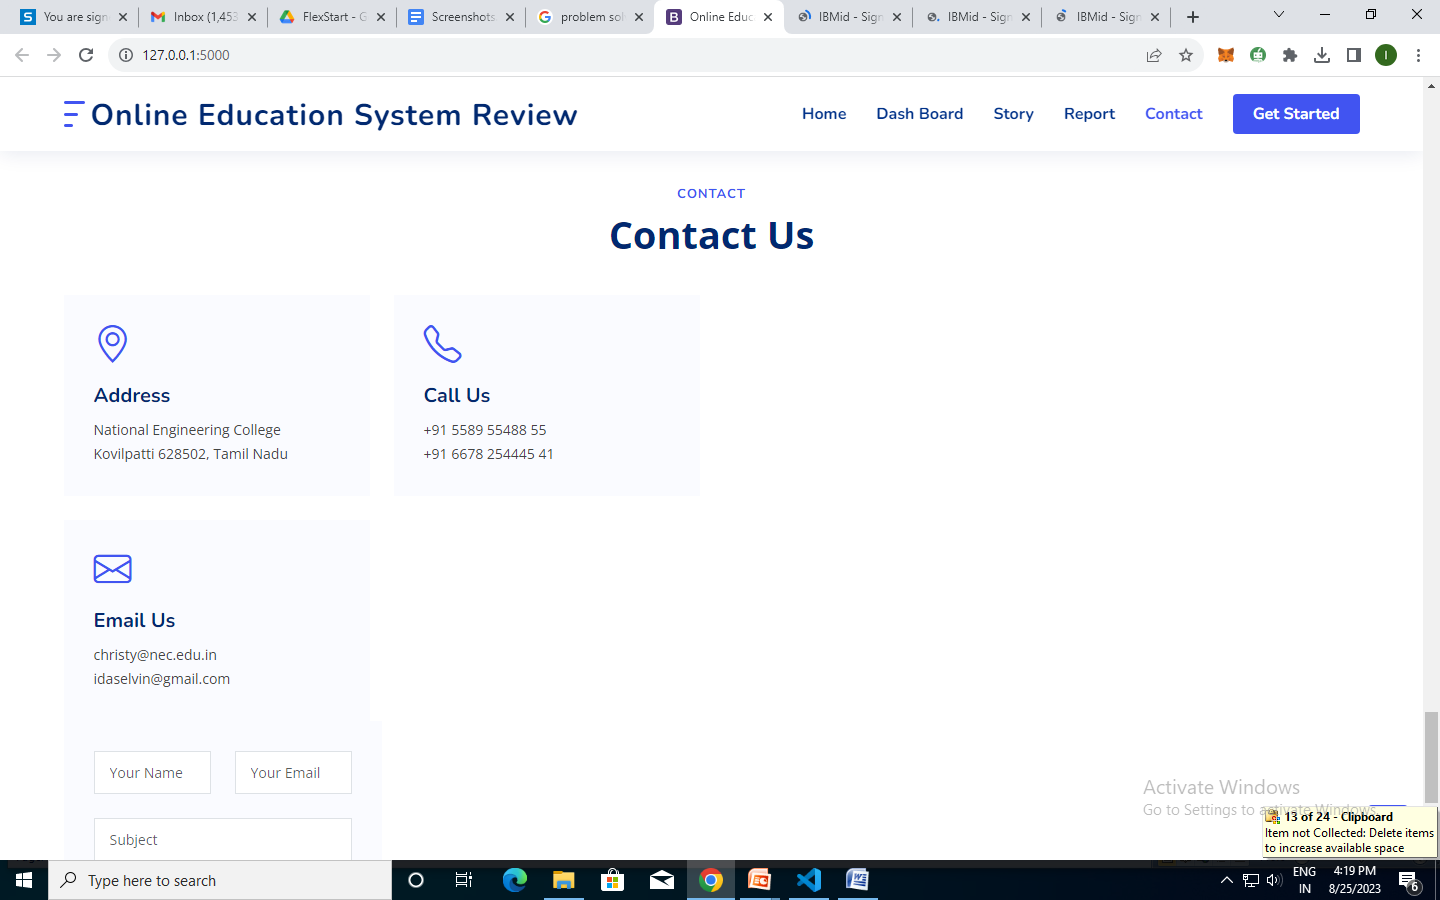 You are sign
Inbox (1,453
FlexStart - G
Screenshots.
problem sol
Online Educ
IBMid - Sign
IBMid - Sign
IBMid - Sign
127.0.0.1:5000
I
Online Education System Review
Home
Dash Board
Story
Report
Contact
Get Started
CONTACT
Contact Us
Address
National Engineering College
Kovilpatti 628502, Tamil Nadu
Call Us
+91 5589 55488 55
+91 6678 254445 41
Email Us
christy@nec.edu.in
idaselvin@gmail.com
Your Name
Your Email
Subject
Activate Windows
Go to Settings to activate Windows.
13 of 24 - Clipboard
Item not Collected: Delete items
to increase available space
Type here to search
ENG
IN
4:19 PM
8/25/2023
6